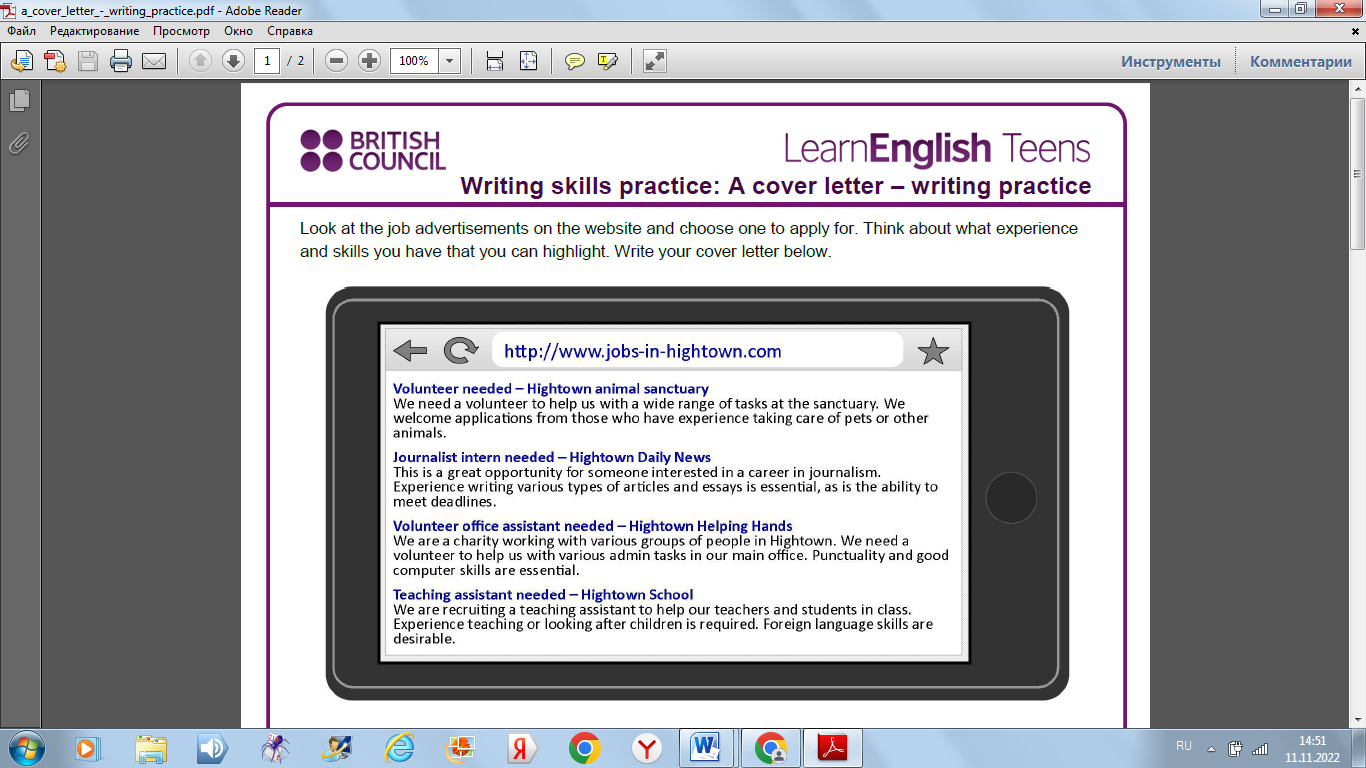 a_cover_letter_-_writing_practice.pdf - Adobe Reader
Файл Редактирование Просмотр Окно Справка
1 / 2 100% Инструменты Комментарии
BRITISH
COUNCIL
LearnEnglish Teens
Writing skills practice: A cover letter – writing practice
Look at the job advertisements on the website and choose one to apply for. Think about what experience
and skills you have that you can highlight. Write your cover letter below.
http://www.jobs-in-hightown.com
Volunteer needed – Hightown animal sanctuary
We need a volunteer to help us with a wide range of tasks at the sanctuary. We
welcome applications from those who have experience taking care of pets or other
animals.
Journalist intern needed – Hightown Daily News
This is a great opportunity for someone interested in a career in journalism.
Experience writing various types of articles and essays is essential, as is the ability to
meet deadlines.
Volunteer office assistant needed – Hightown Helping Hands
We are a charity working with various groups of people in Hightown. We need a
volunteer to help us with various admin tasks in our main office. Punctuality and good
computer skills are essential.
Teaching assistant needed – Hightown School
We are recruiting a teaching assistant to help our teachers and students in class.
Experience teaching or looking after children is required. Foreign language skills are
desirable.
RU
14:51
11.11.2022